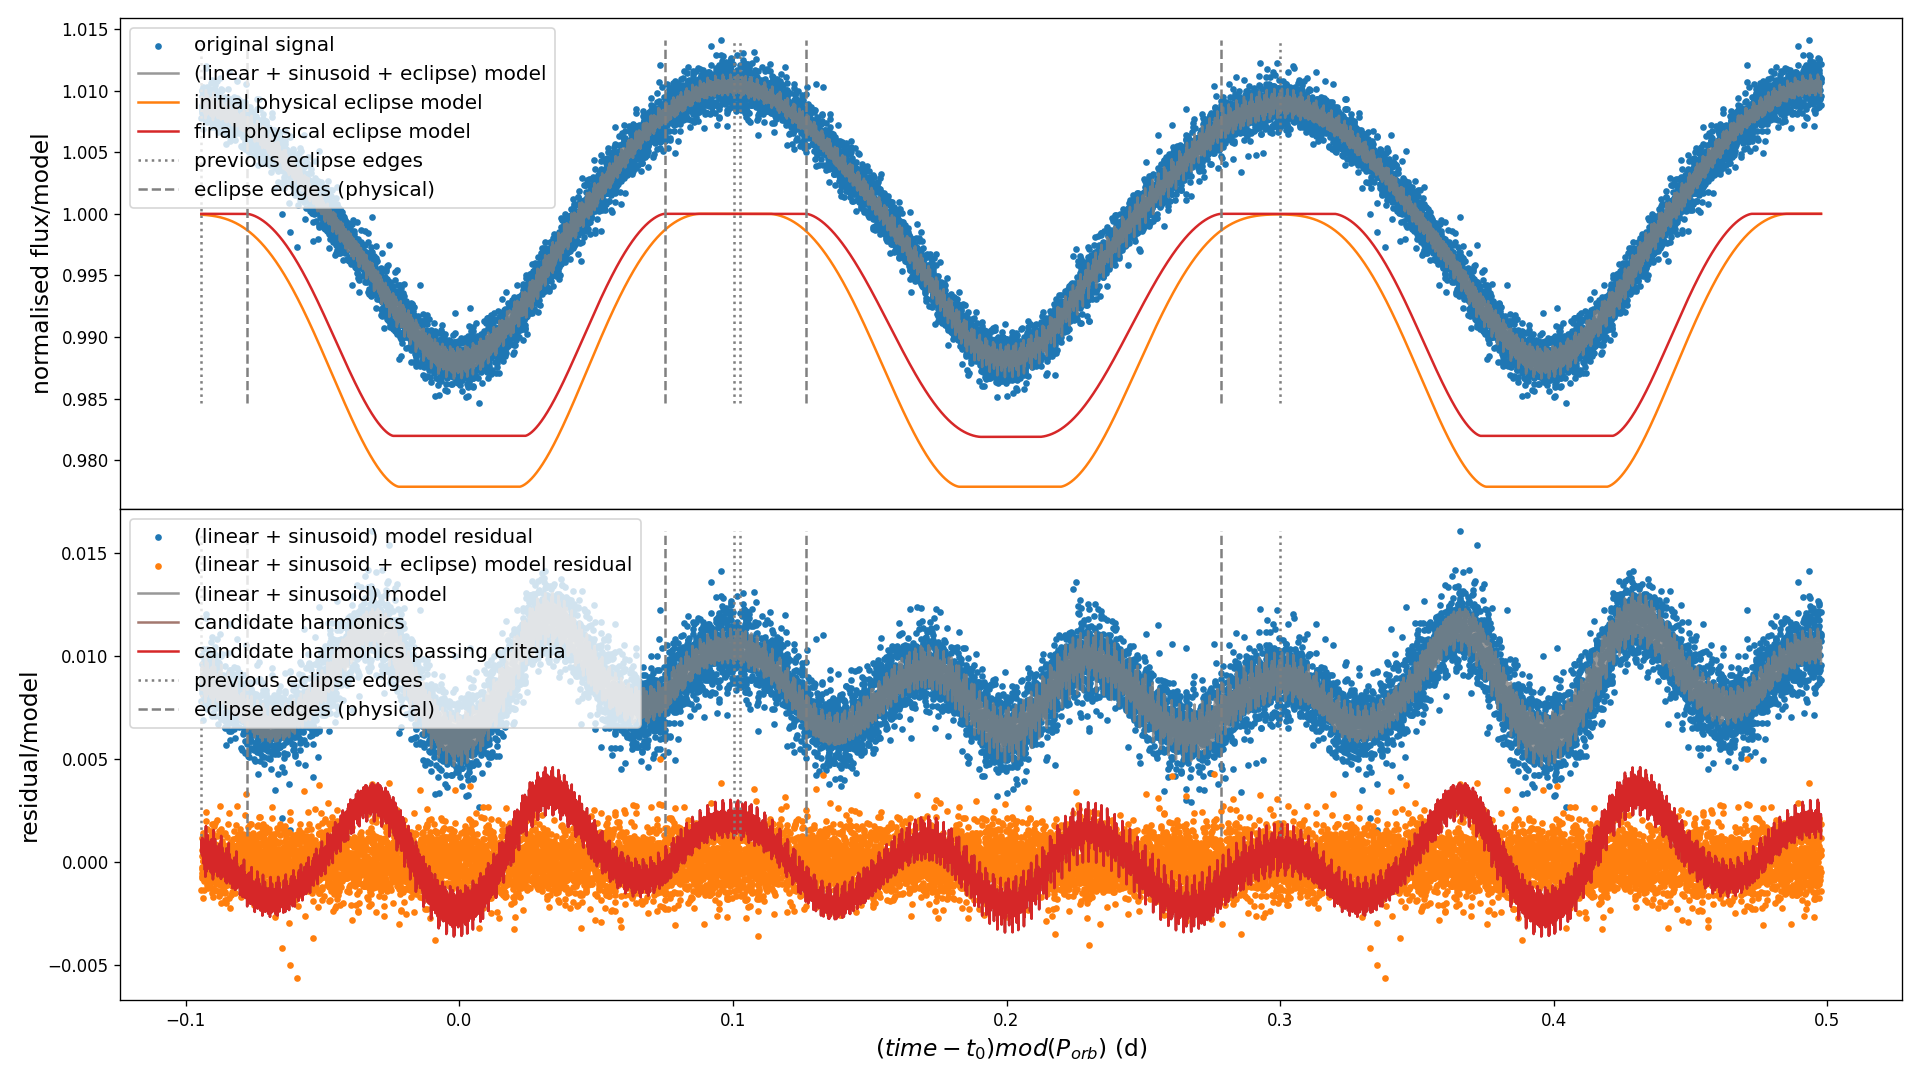 normalised flux/model
1.015
1.010
1.005
1.000
0.995
0.990
0.985
0.980
original signal
(linear + sinusoid + eclipse) model
initial physical eclipse model
final physical eclipse model
previous eclipse edges
eclipse edges (physical)
residual/model
0.015
0.010
0.005
0.000
−0.005
(linear + sinusoid) model residual
(linear + sinusoid + eclipse) model residual
(linear + sinusoid) model
candidate harmonics
candidate harmonics passing criteria
previous eclipse edges
eclipse edges (physical)
−0.1 0.0 0.1 0.2 0.3 0.4 0.5
(time − t₀)mod(P_orb) (d)